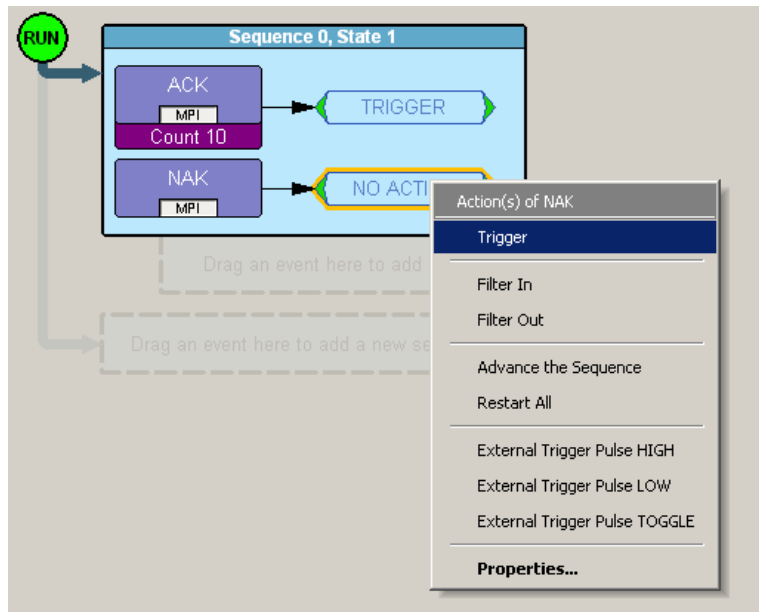 RUN
Sequence 0, State 1
ACK
MPI
Count 10
TRIGGER
NAK
MPI
NO ACTI
Drag an event here to add
Drag an event here to add a new se
Action(s) of NAK
Trigger
Filter In
Filter Out
Advance the Sequence
Restart All
External Trigger Pulse HIGH
External Trigger Pulse LOW
External Trigger Pulse TOGGLE
Properties...